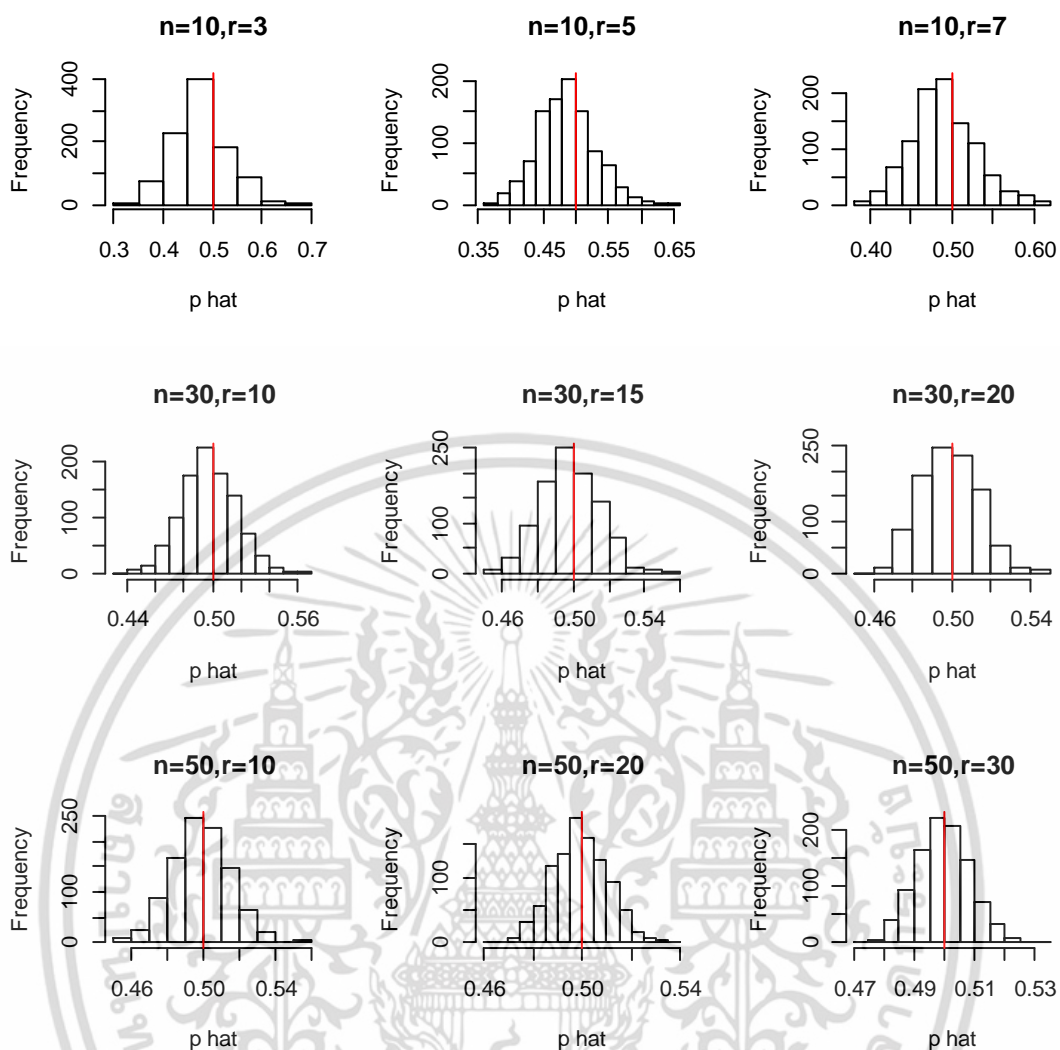 n=10,r=3
Frequency
0 200 400
0.3 0.4 0.5 0.6 0.7
p hat
n=10,r=5
Frequency
0 100 200
0.35 0.45 0.55 0.65
p hat
n=10,r=7
Frequency
0 100 200
0.40 0.50 0.60
p hat
n=30,r=10
Frequency
0 100 200
0.44 0.50 0.56
p hat
n=30,r=15
Frequency
0 100 250
0.46 0.50 0.54
p hat
n=30,r=20
Frequency
0 100 250
0.46 0.50 0.54
p hat
n=50,r=10
Frequency
0 100 250
0.46 0.50 0.54
p hat
n=50,r=20
Frequency
0 100
0.46 0.50 0.54
p hat
n=50,r=30
Frequency
0 100 200
0.47 0.49 0.51 0.53
p hat